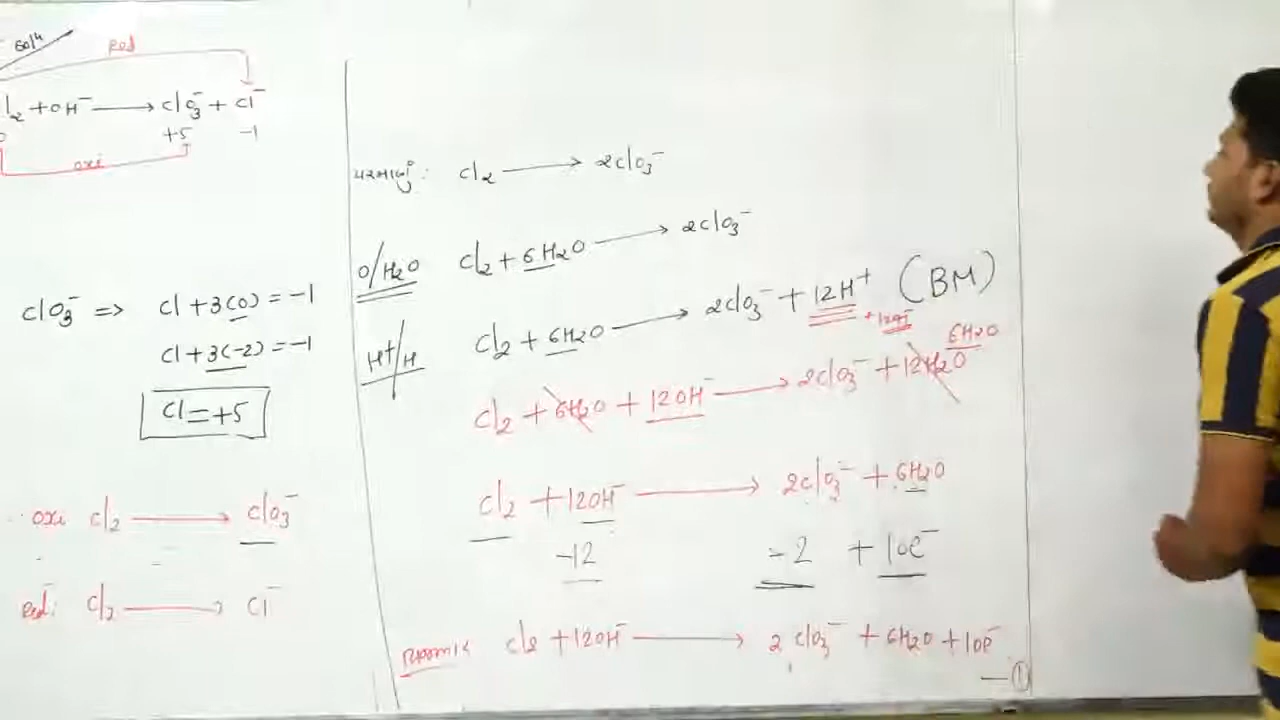 Red
Cl₂ + OH⁻ ⟶ ClO₃⁻ + Cl⁻
0 +5 -1
oxi
ClO₃⁻ ⇒ Cl + 3(O) = -1
Cl + 3(-2) = -1
Cl = +5
oxi Cl₂ ⟶ ClO₃⁻
Red: Cl₂ ⟶ Cl⁻
પરમાણું : Cl₂ ⟶ 2ClO₃⁻
O/H₂O Cl₂ + 6H₂O ⟶ 2ClO₃⁻
H⁺/H Cl₂ + 6H₂O ⟶ 2ClO₃⁻ + 12H⁺ (BM)
6H₂O
Cl₂ + 6H₂O + 12OH⁻ ⟶ 2ClO₃⁻ + 12H₂O
Cl₂ + 12OH⁻ ⟶ 2ClO₃⁻ + 6H₂O
-12 -2 + 10e⁻
Cl₂ + 12OH⁻ ⟶ 2ClO₃⁻ + 6H₂O + 10e⁻
—①